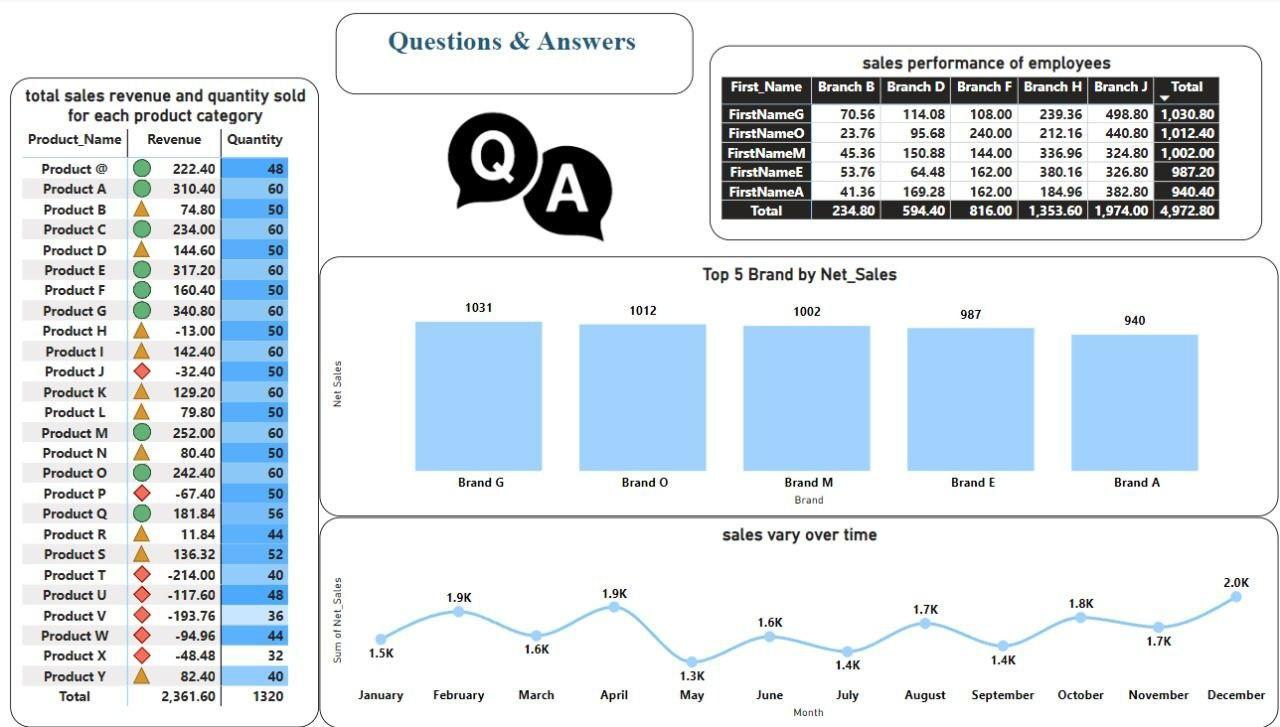 Questions & Answers
Q
A
total sales revenue and quantity sold
for each product category
Product_Name Revenue Quantity
Product @ 222.40 48
Product A 310.40 60
Product B 74.80 50
Product C 234.00 60
Product D 144.60 50
Product E 317.20 60
Product F 160.40 50
Product G 340.80 60
Product H -13.00 50
Product I 142.40 60
Product J -32.40 50
Product K 129.20 60
Product L 79.80 50
Product M 252.00 60
Product N 80.40 50
Product O 242.40 60
Product P -67.40 50
Product Q 181.84 56
Product R 11.84 44
Product S 136.32 52
Product T -214.00 40
Product U -117.60 48
Product V -193.76 36
Product W -94.96 44
Product X -48.48 32
Product Y 82.40 40
Total 2,361.60 1320
sales performance of employees
First_Name Branch B Branch D Branch F Branch H Branch J Total
FirstNameG 70.56 114.08 108.00 239.36 498.80 1,030.80
FirstNameO 23.76 95.68 240.00 212.16 440.80 1,012.40
FirstNameM 45.36 150.88 144.00 336.96 324.80 1,002.00
FirstNameE 53.76 64.48 162.00 380.16 326.80 987.20
FirstNameA 41.36 169.28 162.00 184.96 382.80 940.40
Total 234.80 594.40 816.00 1,353.60 1,974.00 4,972.80
Top 5 Brand by Net_Sales
1031 1012 1002 987 940
Net Sales
Brand G Brand O Brand M Brand E Brand A
Brand
sales vary over time
Sum of Net_Sales
1.5K 1.9K 1.6K 1.9K 1.3K 1.6K 1.4K 1.7K 1.4K 1.8K 1.7K 2.0K
January February March April May June July August September October November December
Month